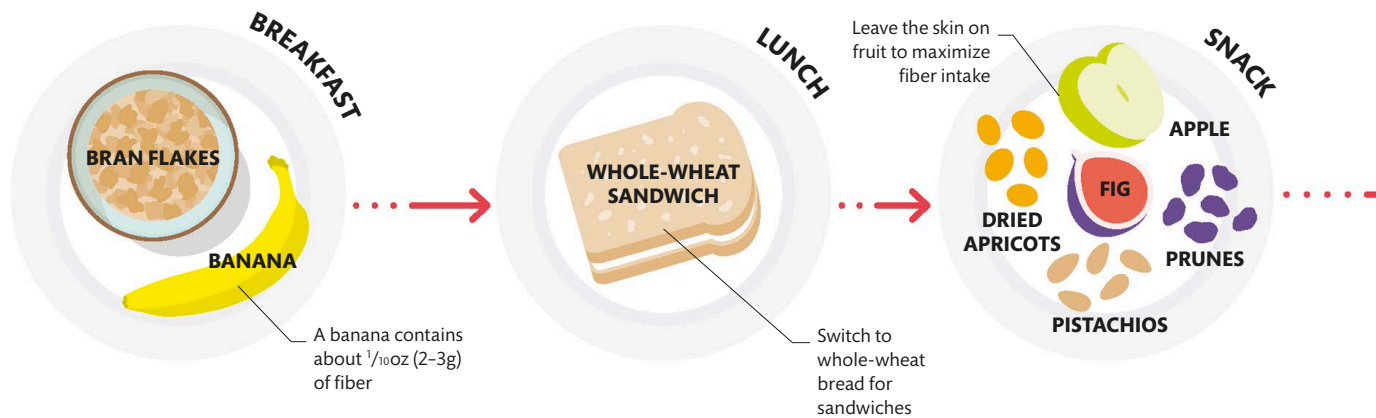 BREAKFAST
BRAN FLAKES
BANANA
A banana contains
about 1/10oz (2–3g)
of fiber
LUNCH
WHOLE-WHEAT
SANDWICH
Switch to
whole-wheat
bread for
sandwiches
SNACK
Leave the skin on
fruit to maximize
fiber intake
APPLE
FIG
DRIED
APRICOTS
PRUNES
PISTACHIOS